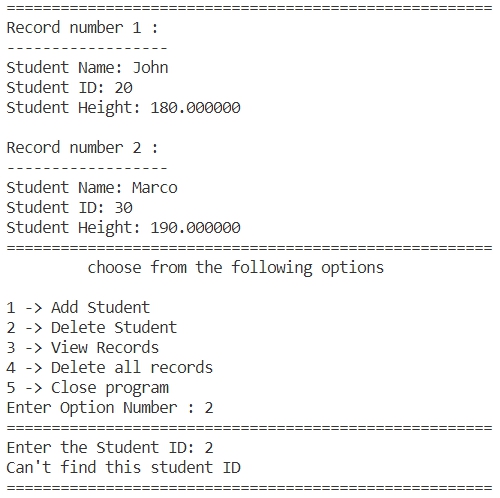 ======================================================
Record number 1 :
------------------
Student Name: John
Student ID: 20
Student Height: 180.000000
Record number 2 :
------------------
Student Name: Marco
Student ID: 30
Student Height: 190.000000
======================================================
choose from the following options
1 -> Add Student
2 -> Delete Student
3 -> View Records
4 -> Delete all records
5 -> Close program
Enter Option Number : 2
======================================================
Enter the Student ID: 2
Can't find this student ID
======================================================